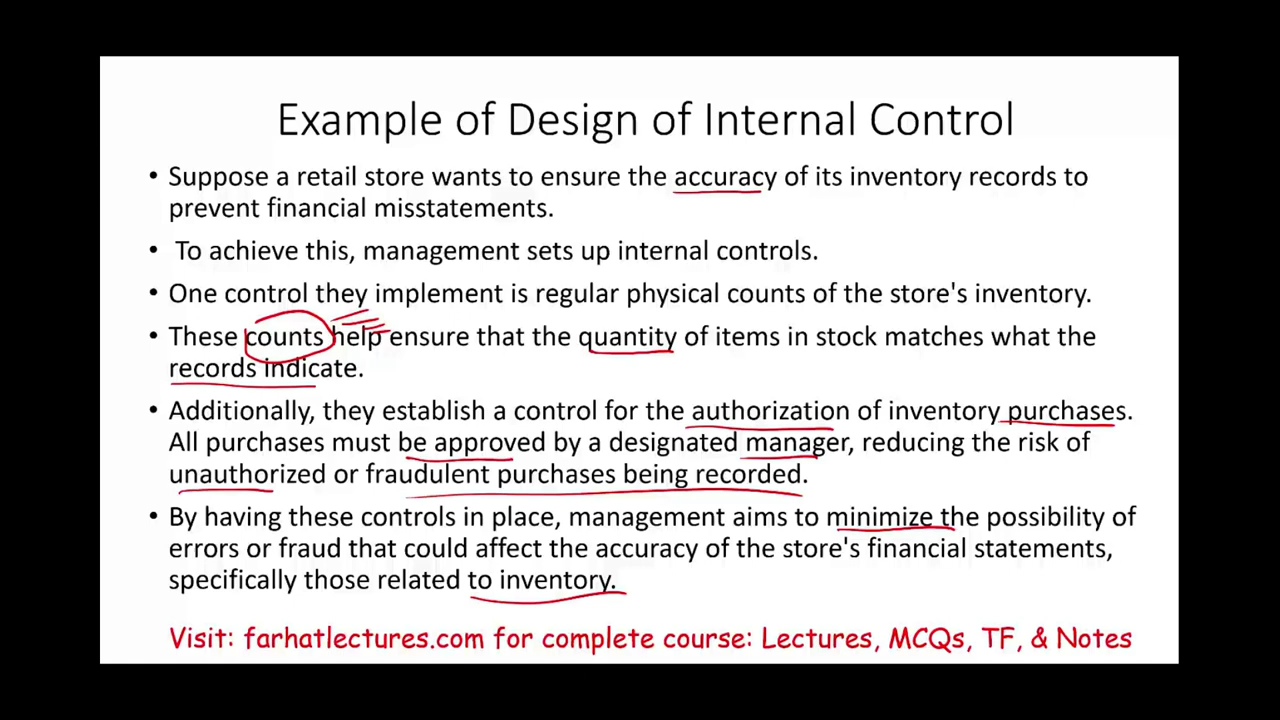 Example of Design of Internal Control
• Suppose a retail store wants to ensure the accuracy of its inventory records to
prevent financial misstatements.
• To achieve this, management sets up internal controls.
• One control they implement is regular physical counts of the store's inventory.
• These counts help ensure that the quantity of items in stock matches what the
records indicate.
• Additionally, they establish a control for the authorization of inventory purchases.
All purchases must be approved by a designated manager, reducing the risk of
unauthorized or fraudulent purchases being recorded.
• By having these controls in place, management aims to minimize the possibility of
errors or fraud that could affect the accuracy of the store's financial statements,
specifically those related to inventory.
Visit: farhatlectures.com for complete course: Lectures, MCQs, TF, & Notes